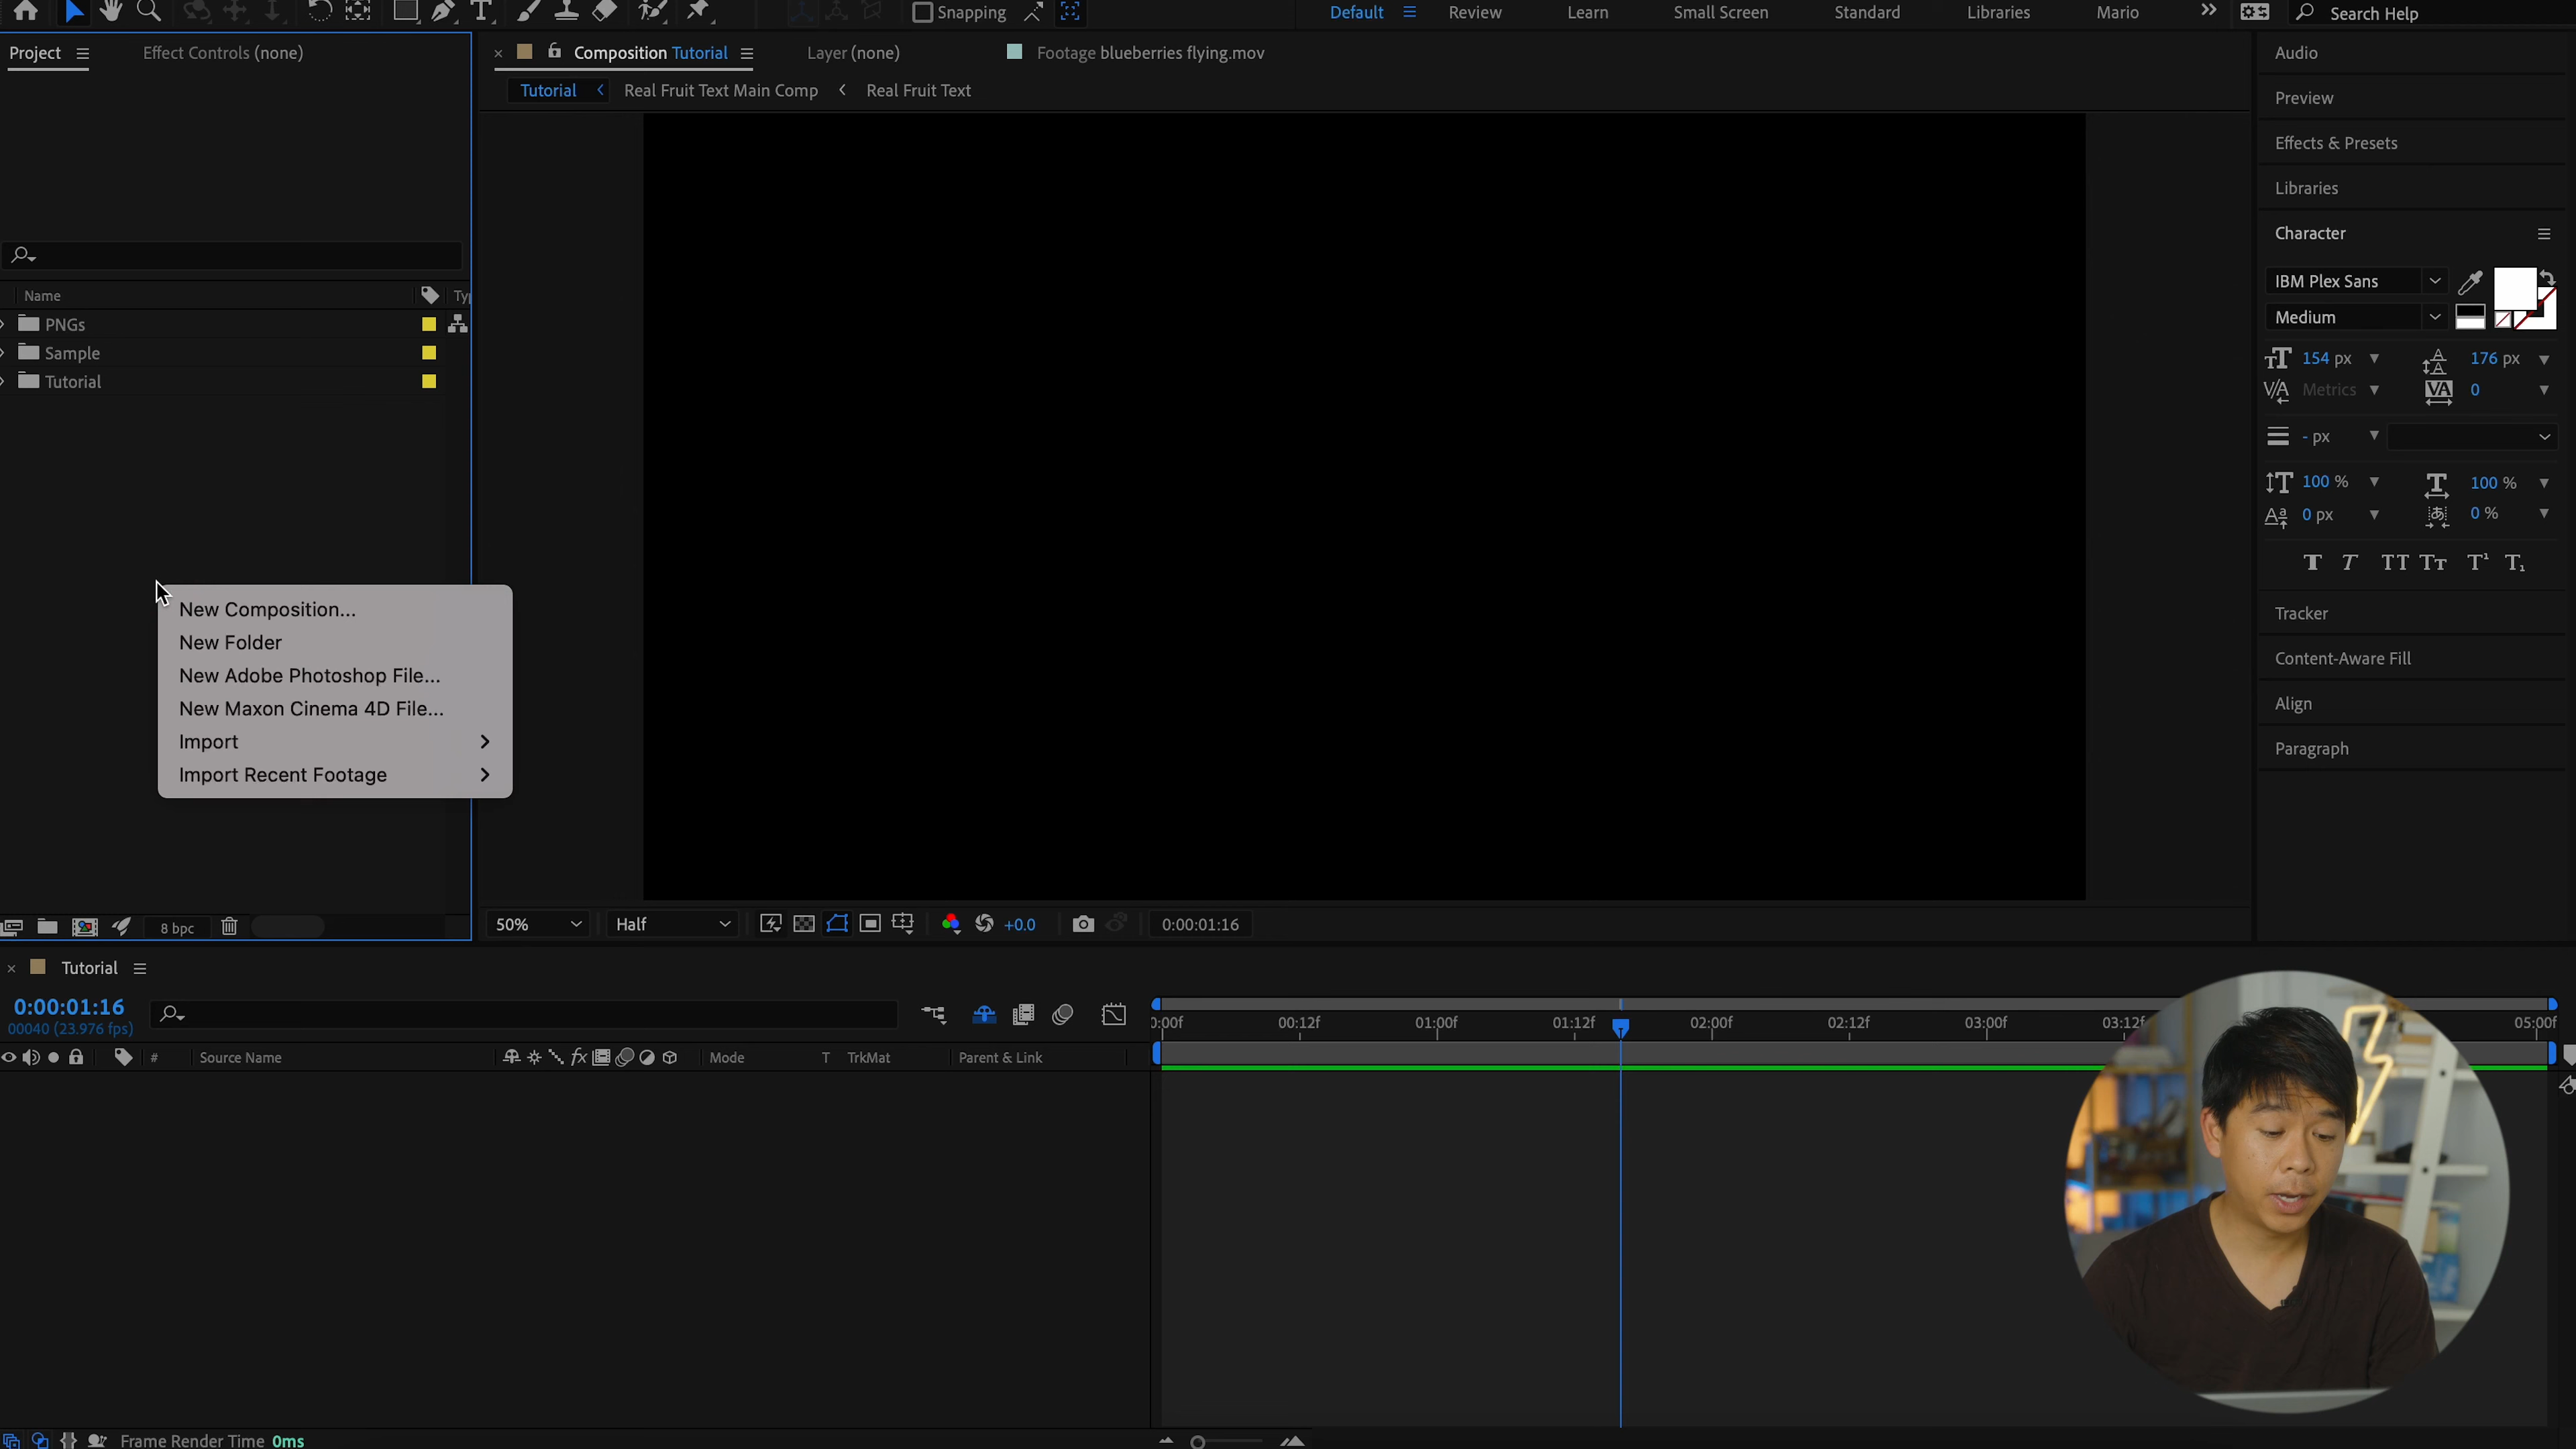 Snapping
Default
Review
Learn
Small Screen
Standard
Libraries
Mario
Search Help
Project
Effect Controls (none)
Composition Tutorial
Layer (none)
Footage blueberries flying.mov
Tutorial
Real Fruit Text Main Comp
Real Fruit Text
Name
Typ
PNGs
Sample
Tutorial
New Composition...
New Folder
New Adobe Photoshop File...
New Maxon Cinema 4D File...
Import
Import Recent Footage
8 bpc
50%
Half
+0.0
0:00:01:16
Audio
Preview
Effects & Presets
Libraries
Character
IBM Plex Sans
Medium
154 px
176 px
Metrics
0
- px
100 %
100 %
0 px
0 %
Tracker
Content-Aware Fill
Align
Paragraph
Tutorial
0:00:01:16
00040 (23.976 fps)
# Source Name
Mode
T TrkMat
Parent & Link
0:00f
00:12f
01:00f
01:12f
02:00f
02:12f
03:00f
03:12f
05:00f
Frame Render Time 0ms